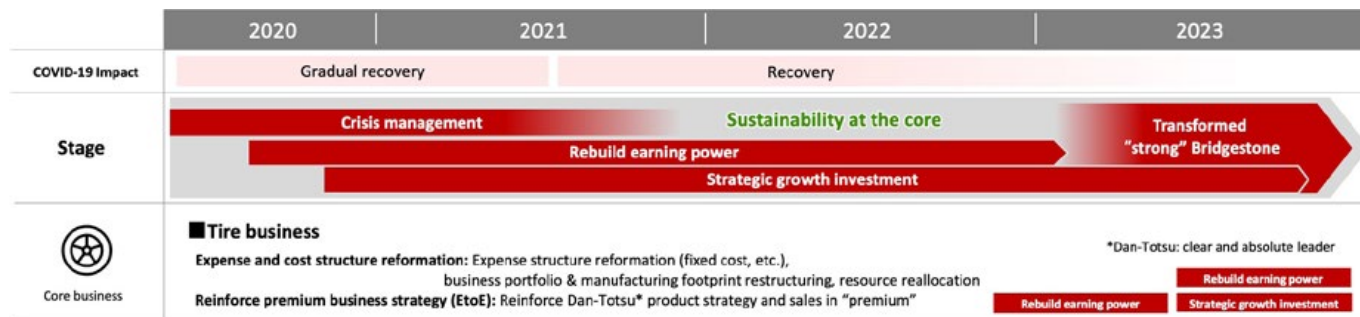 2020 2021 2022 2023
COVID-19 Impact Gradual recovery Recovery
Stage
Crisis management
Sustainability at the core
Rebuild earning power
Strategic growth investment
Transformed
"strong" Bridgestone
Core business
■Tire business
*Dan-Totsu: clear and absolute leader
Expense and cost structure reformation: Expense structure reformation (fixed cost, etc.),
business portfolio & manufacturing footprint restructuring, resource reallocation
Rebuild earning power
Reinforce premium business strategy (EtoE): Reinforce Dan-Totsu* product strategy and sales in "premium"
Rebuild earning power Strategic growth investment